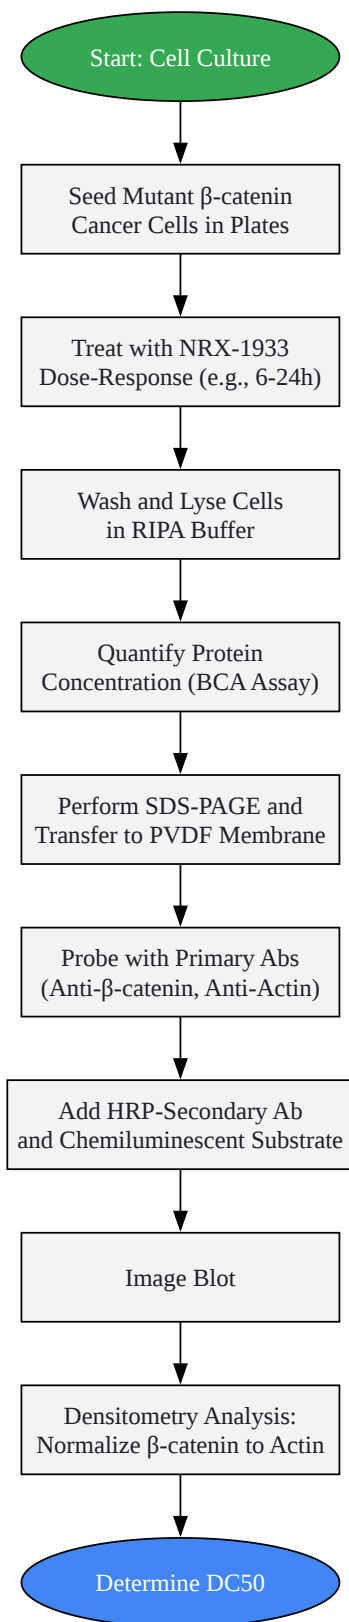 Start: Cell Culture
Seed Mutant β-catenin
Cancer Cells in Plates
Treat with NRX-1933
Dose-Response (e.g., 6-24h)
Wash and Lyse Cells
in RIPA Buffer
Quantify Protein
Concentration (BCA Assay)
Perform SDS-PAGE and
Transfer to PVDF Membrane
Probe with Primary Abs
(Anti-β-catenin, Anti-Actin)
Add HRP-Secondary Ab
and Chemiluminescent Substrate
Image Blot
Densitometry Analysis:
Normalize β-catenin to Actin
Determine DC50